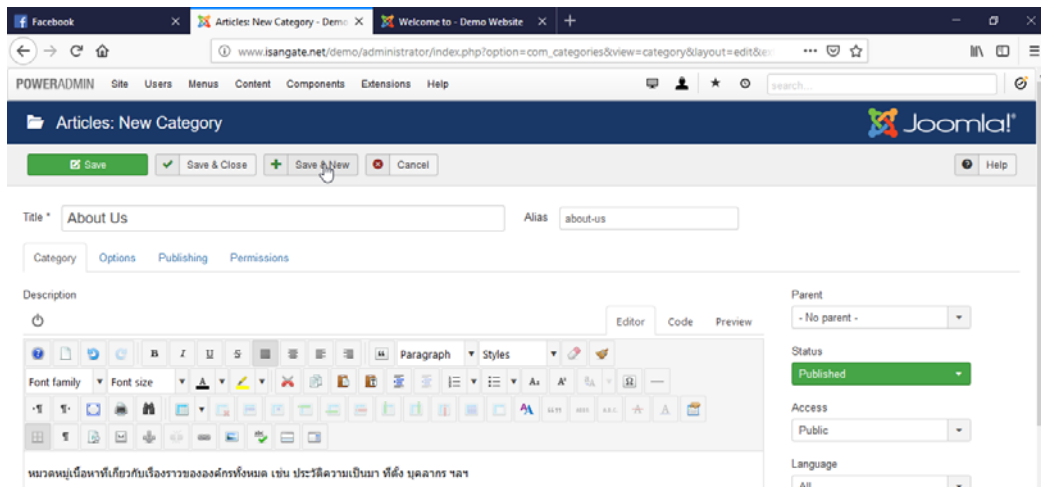 Facebook
Articles: New Category - Demo
Welcome to - Demo Website
www.isangate.net/demo/administrator/index.php?option=com_categories&view=category&layout=edit&ex
POWERADMIN Site Users Menus Content Components Extensions Help search...
Articles: New Category
Joomla!
Save Save & Close Save & New Cancel Help
Title * About Us Alias about-us
Category Options Publishing Permissions
Description
Parent
- No parent -
Editor Code Preview
Status
Published
Paragraph Styles
Font family Font size
Access
Public
Language
All
หมวดหมู่เนื้อหาที่เกี่ยวกับเรื่องราวขององค์กรทั้งหมด เช่น ประวัติความเป็นมา ที่ตั้ง บุคลากร ฯลฯ